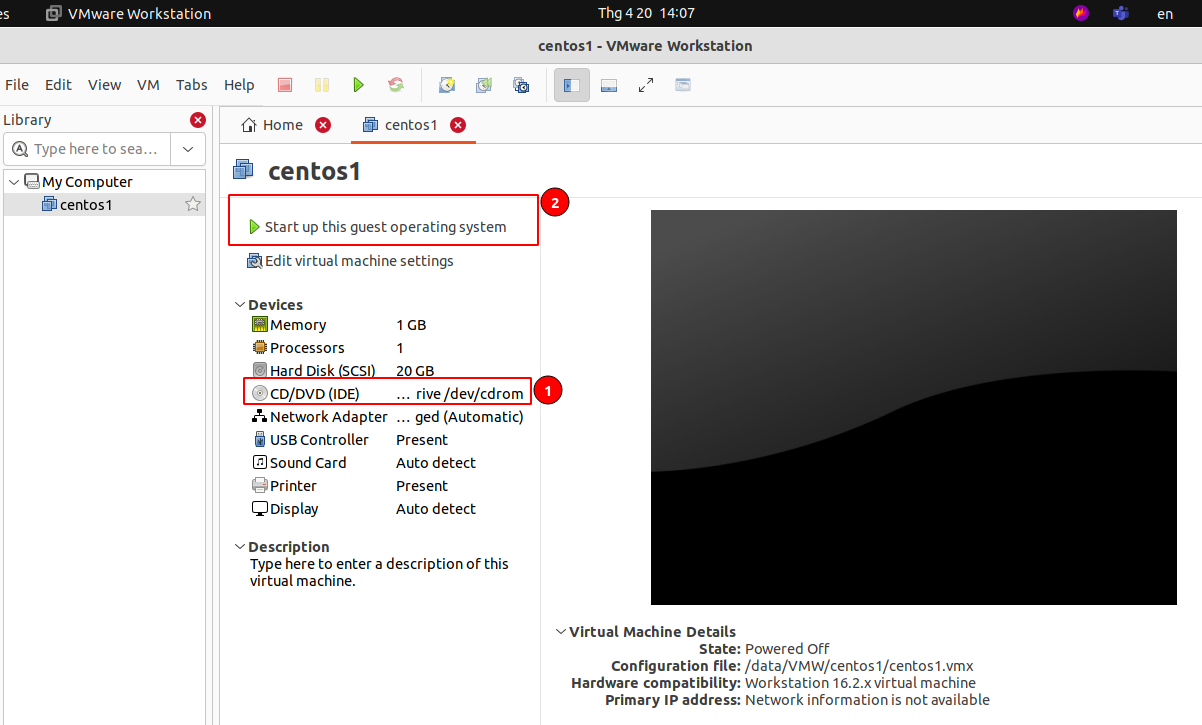 es VMware Workstation Thg 4 20 14:07 en
centos1 - VMware Workstation
File Edit View VM Tabs Help
Library
Home centos1
Type here to sea...
centos1
My Computer
centos1
2
Start up this guest operating system
Edit virtual machine settings
Devices
Memory 1 GB
Processors 1
Hard Disk (SCSI) 20 GB
CD/DVD (IDE) ... rive /dev/cdrom
1
Network Adapter ... ged (Automatic)
USB Controller Present
Sound Card Auto detect
Printer Present
Display Auto detect
Description
Type here to enter a description of this
virtual machine.
Virtual Machine Details
State: Powered Off
Configuration file: /data/VMW/centos1/centos1.vmx
Hardware compatibility: Workstation 16.2.x virtual machine
Primary IP address: Network information is not available